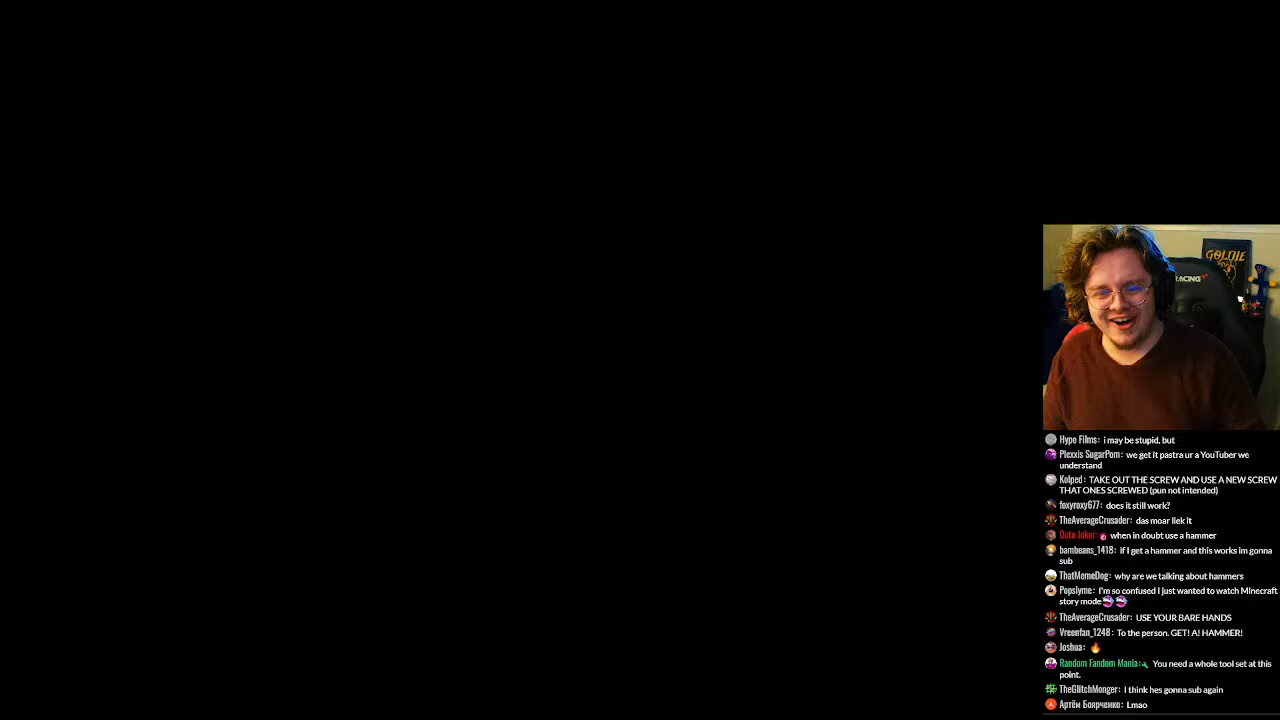 GOLDIE
RACING
Hype Films: i may be stupid, but
Plexxis SugarPom: we get it pastra ur a YouTuber we
understand
Kolped: TAKE OUT THE SCREW AND USE A NEW SCREW
THAT ONES SCREWED (pun not intended)
foxyroxy677: does it still work?
TheAverageCrusader: das moar liek it
Octo Joker: when in doubt use a hammer
bambeans_1418: if I get a hammer and this works im gonna
sub
ThatMemeDog: why are we talking about hammers
Popslyme: I'm so confused I just wanted to watch Minecraft
story mode
TheAverageCrusader: USE YOUR BARE HANDS
Vreenfan_1248: To the person. GET! A! HAMMER!
Joshua: 🔥
Random Fandom Mania: You need a whole tool set at this
point.
TheGlitchMonger: I think hes gonna sub again
Артём Боярченко: Lmao